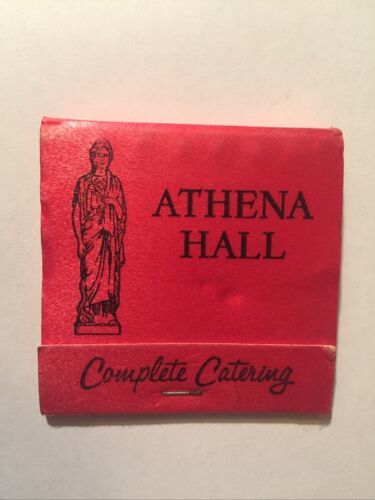 ATHENA
HALL
Complete Catering